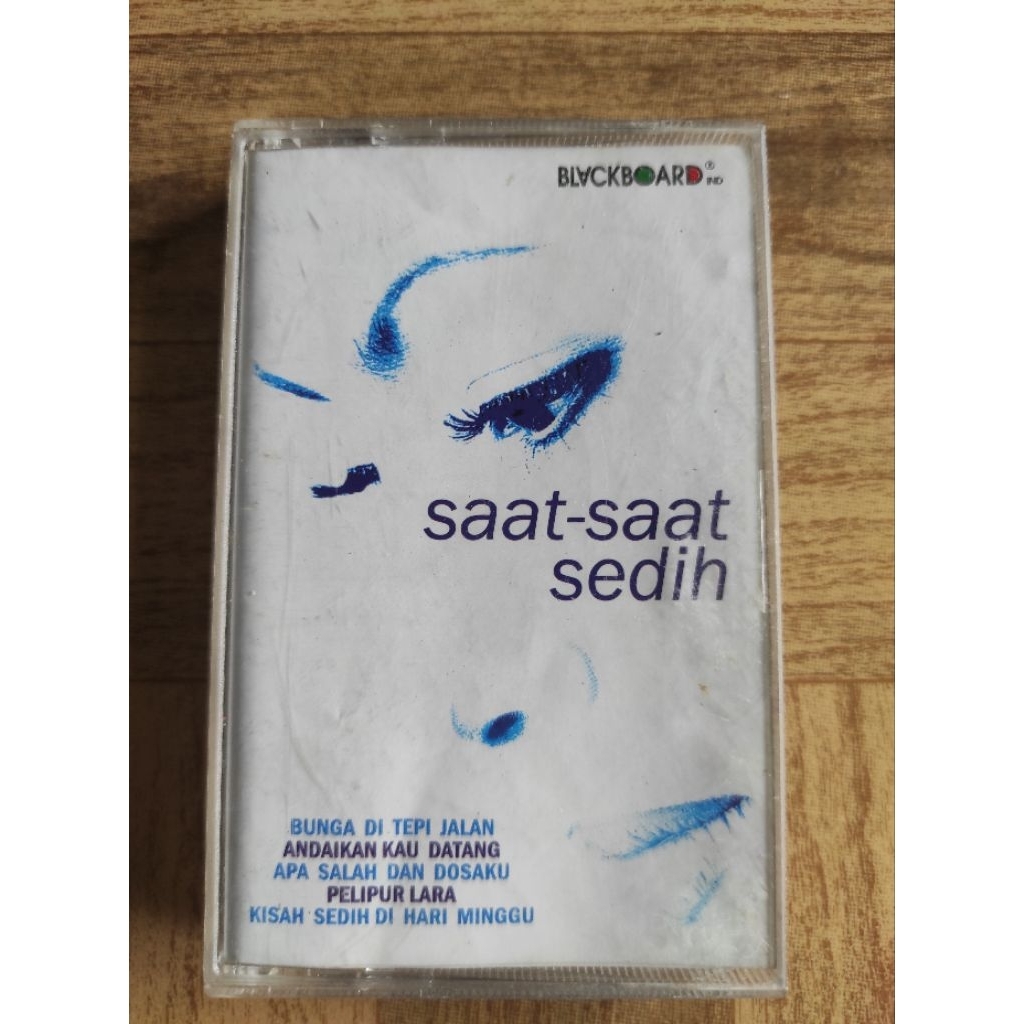 BLACKBOARD® IND
saat-saat
sedih
BUNGA DI TEPI JALAN
ANDAIKAN KAU DATANG
APA SALAH DAN DOSAKU
PELIPUR LARA
KISAH SEDIH DI HARI MINGGU